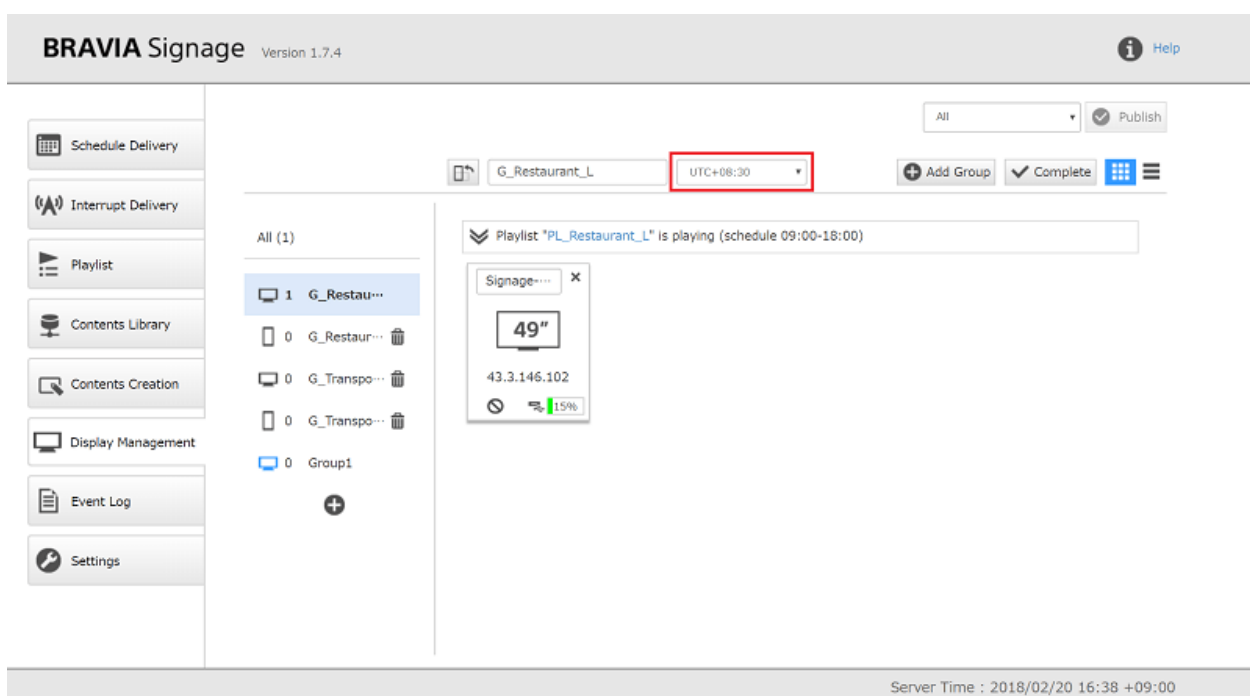 BRAVIA Signage Version 1.7.4
Help
All
Publish
Schedule Delivery
Interrupt Delivery
Playlist
Contents Library
Contents Creation
Display Management
Event Log
Settings
G_Restaurant_L
UTC+08:30
Add Group
Complete
All (1)
1 G_Restau···
0 G_Restaur···
0 G_Transpo···
0 G_Transpo···
0 Group1
Playlist "PL_Restaurant_L" is playing (schedule 09:00-18:00)
Signage-···
49"
43.3.146.102
15%
Server Time : 2018/02/20 16:38 +09:00